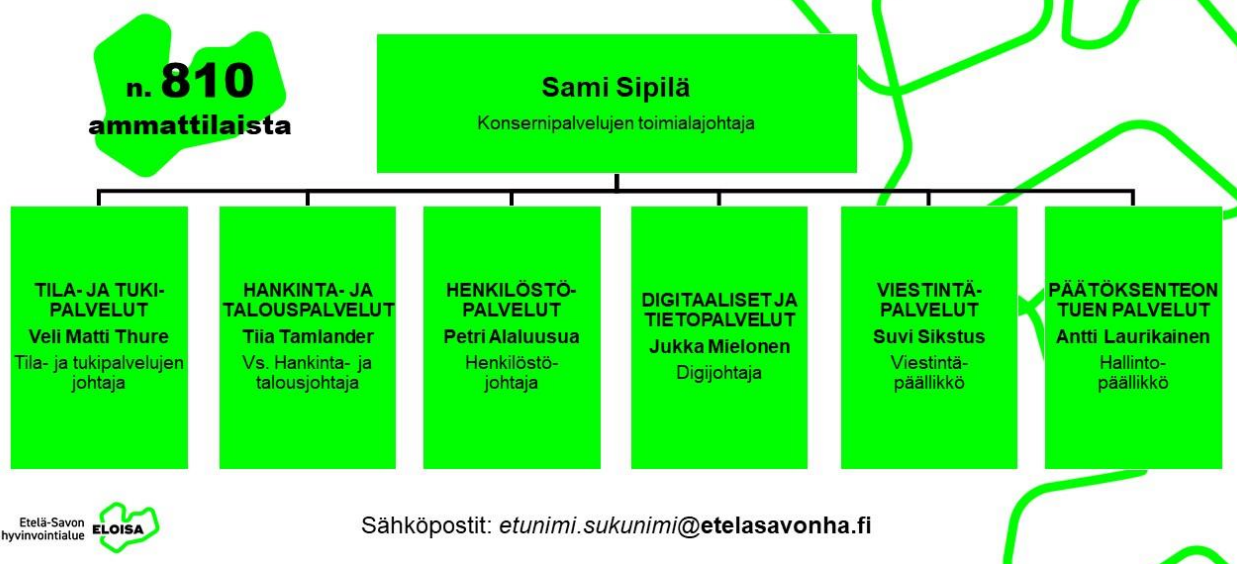 n. 810
ammattilaista
Sami Sipilä
Konsernipalvelujen toimialajohtaja
TILA- JA TUKI-
PALVELUT
Veli Matti Thure
Tila- ja tukipalvelujen
johtaja
HANKINTA- JA
TALOUSPALVELUT
Tiia Tamlander
Vs. Hankinta- ja
talousjohtaja
HENKILÖSTÖ-
PALVELUT
Petri Alaluusua
Henkilöstö-
johtaja
DIGITAALISET JA
TIETOPALVELUT
Jukka Mielonen
Digijohtaja
VIESTINTÄ-
PALVELUT
Suvi Sikstus
Viestintä-
päällikkö
PÄÄTÖKSENTEON
TUEN PALVELUT
Antti Laurikainen
Hallinto-
päällikkö
Etelä-Savon
hyvinvointialue
ELOISA
Sähköpostit: etunimi.sukunimi@etelasavonha.fi